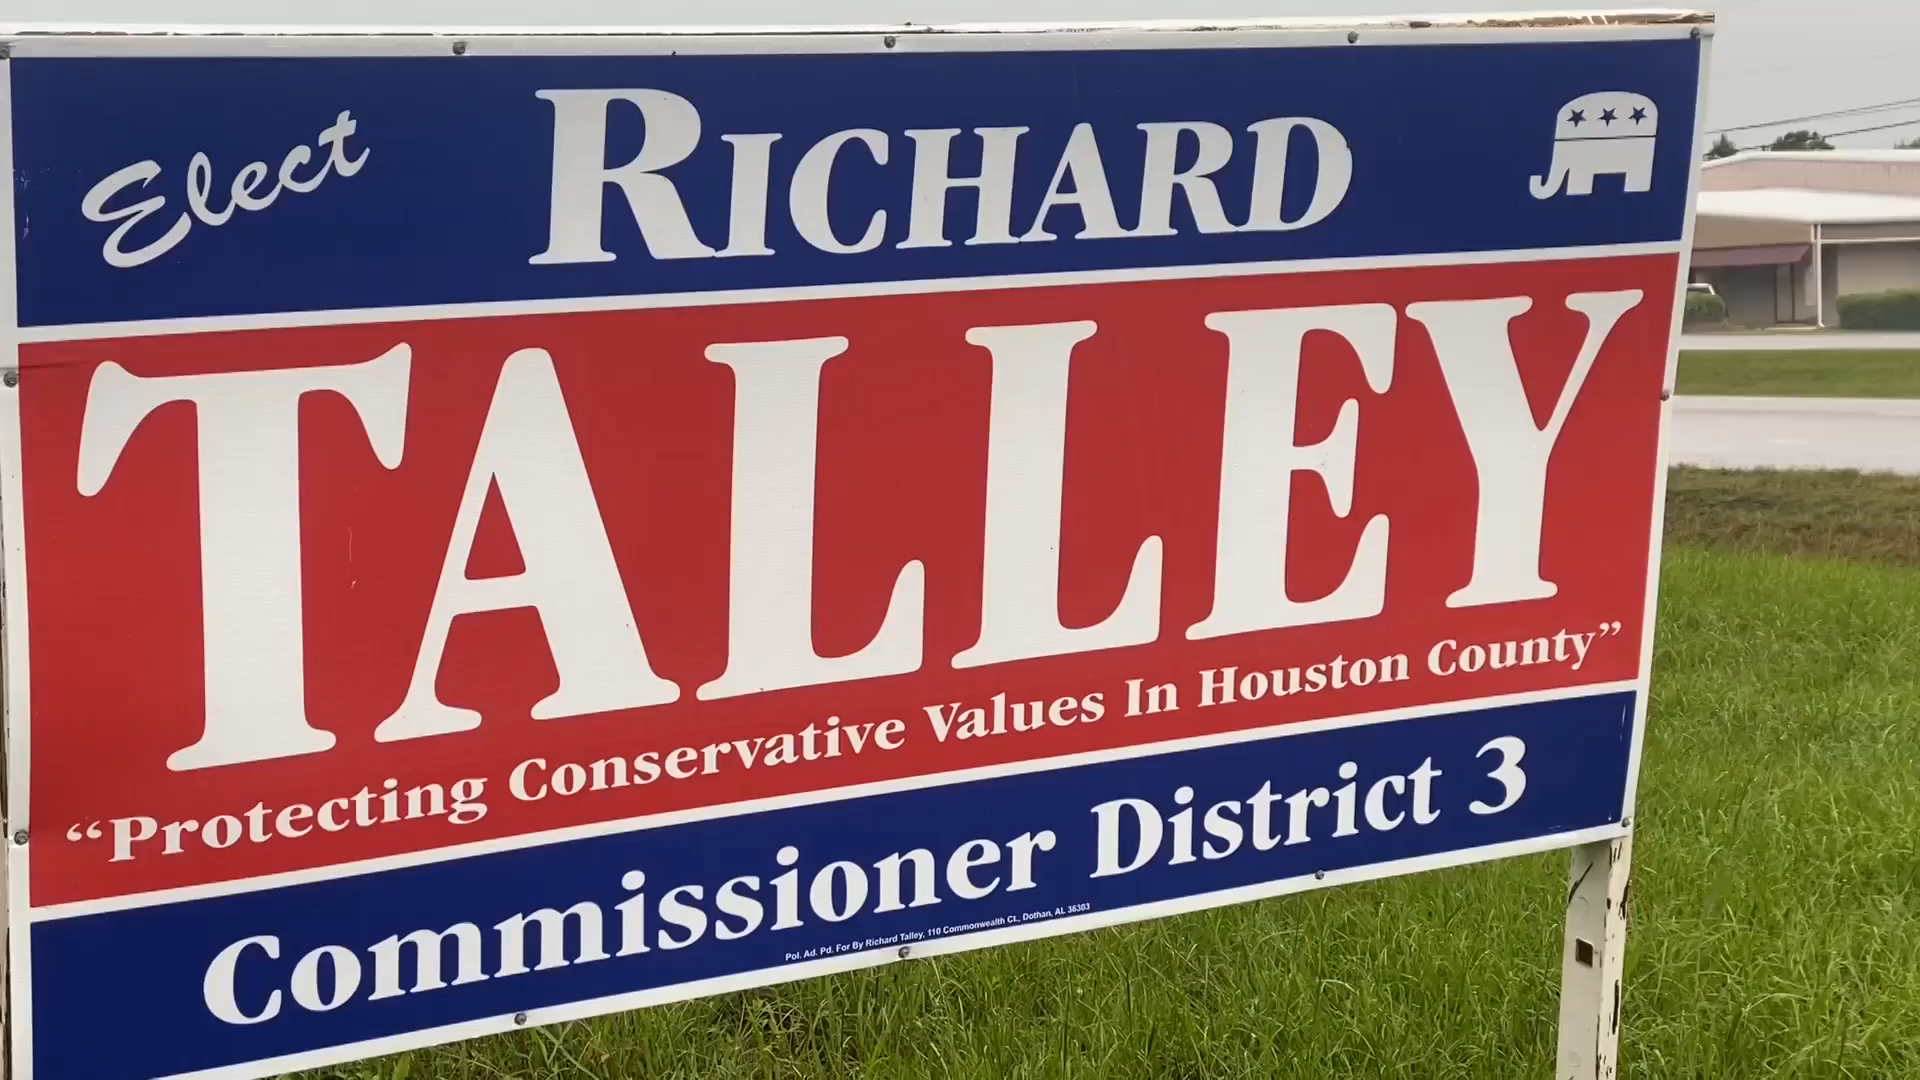 Elect
RICHARD
TALLEY
“Protecting Conservative Values In Houston County”
Commissioner District 3
Pol. Ad. Pd. For By Richard Talley, 110 Commonwealth Ct., Dothan, AL 36303